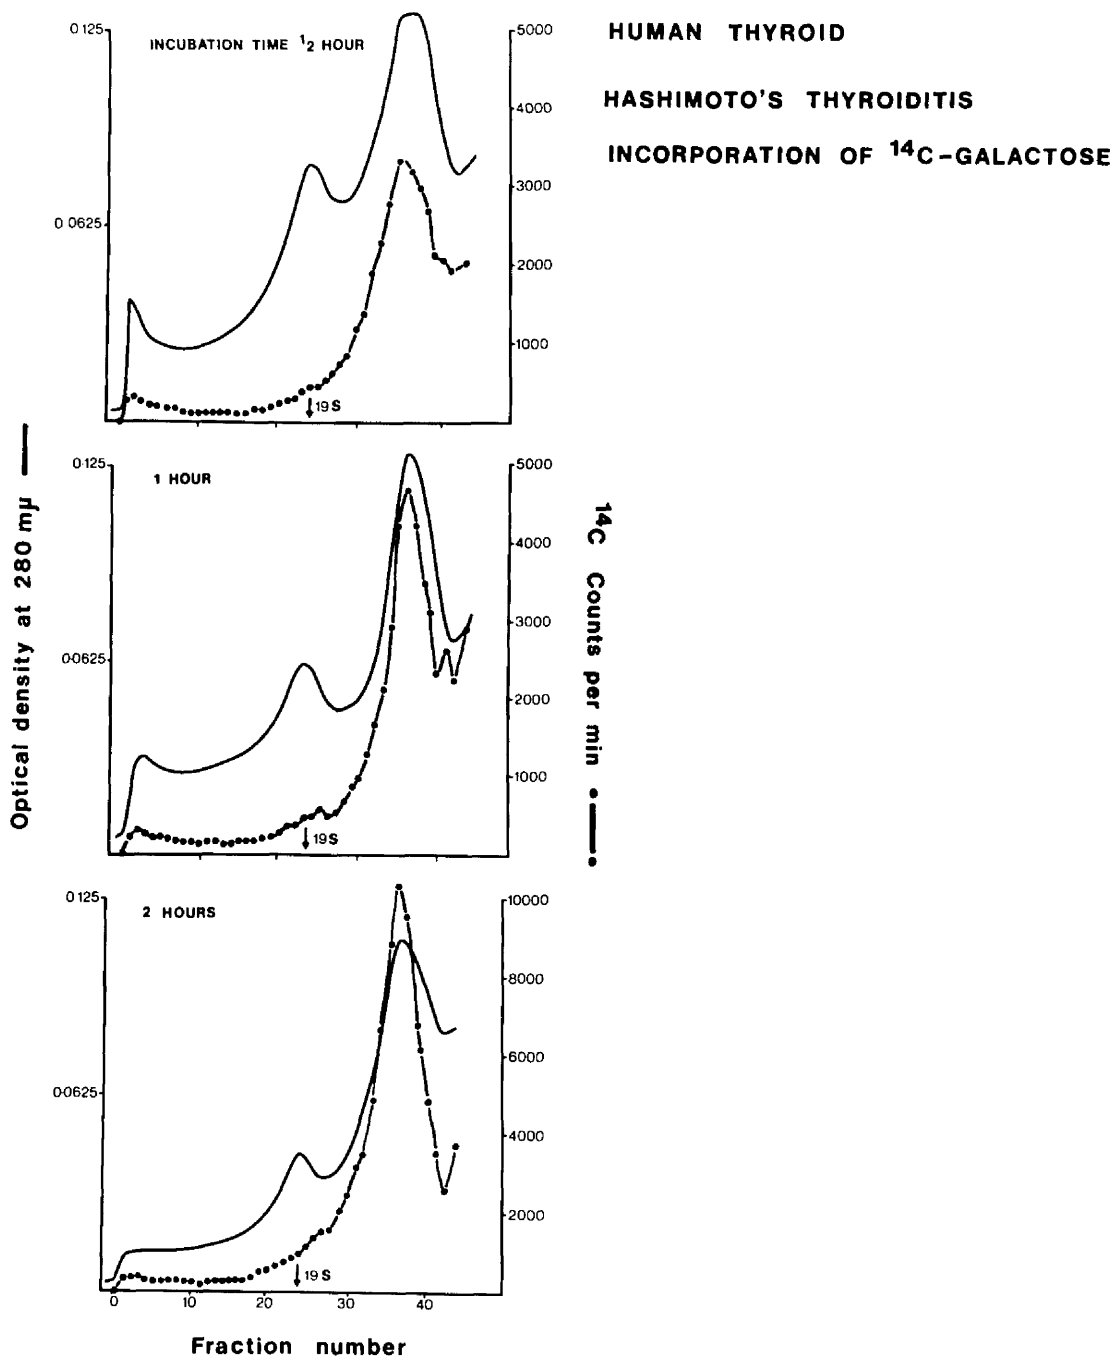 HUMAN THYROID
HASHIMOTO'S THYROIDITIS
INCORPORATION OF ¹⁴C-GALACTOSE
INCUBATION TIME ½ HOUR
0.125
0.0625
5000
4000
3000
2000
1000
19 S
1 HOUR
0.125
0.0625
5000
4000
3000
2000
1000
19 S
2 HOURS
0.125
0.0625
10000
8000
6000
4000
2000
19 S
0 10 20 30 40
Fraction number
Optical density at 280 mμ
¹⁴C Counts per min